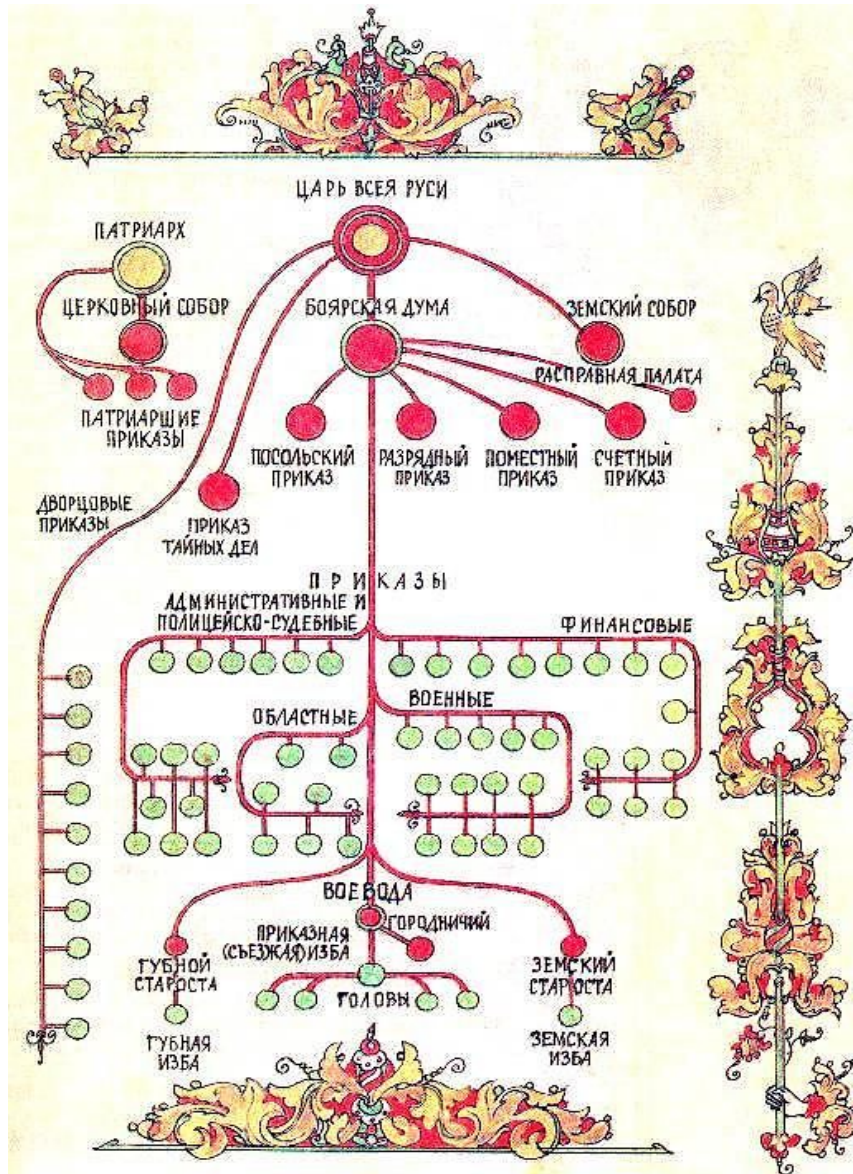 ЦАРЬ ВСЕЯ РУСИ
ПАТРИАРХ
ЦЕРКОВНЫЙ СОБОР
БОЯРСКАЯ ДУМА
ЗЕМСКИЙ СОБОР
РАСПРАВНАЯ ПАЛАТА
ПАТРИАРШИЕ
ПРИКАЗЫ
ПОСОЛЬСКИЙ
ПРИКАЗ
РАЗРЯДНЫЙ
ПРИКАЗ
ПОМЕСТНЫЙ
ПРИКАЗ
СЧЕТНЫЙ
ПРИКАЗ
ДВОРЦОВЫЕ
ПРИКАЗЫ
ПРИКАЗ
ТАЙНЫХ ДЕЛ
ПРИКАЗЫ
АДМИНИСТРАТИВНЫЕ И
ПОЛИЦЕЙСКО-СУДЕБНЫЕ
ФИНАНСОВЫЕ
ОБЛАСТНЫЕ
ВОЕННЫЕ
ВОЕВОДА
ГОРОДНИЧИЙ
ПРИКАЗНАЯ
(СЪЕЗЖАЯ) ИЗБА
ГУБНОЙ
СТАРОСТА
ЗЕМСКИЙ
СТАРОСТА
ГОЛОВЫ
ГУБНАЯ
ИЗБА
ЗЕМСКАЯ
ИЗБА